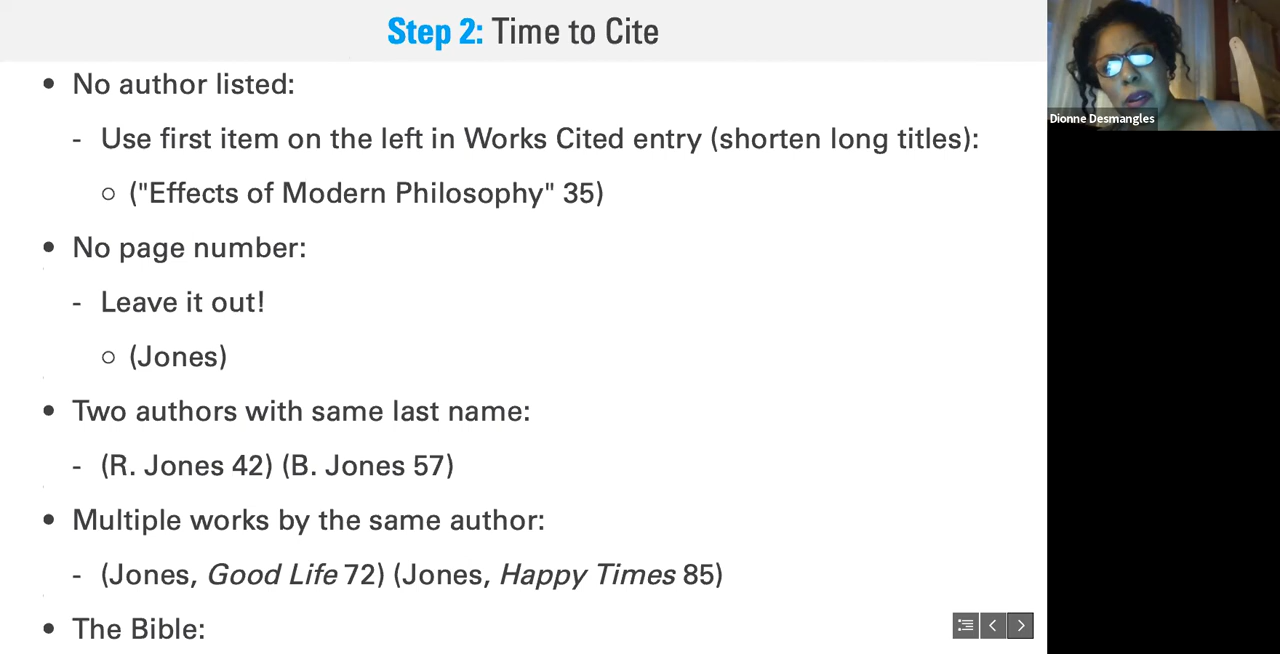 Step 2: Time to Cite
• No author listed:
- Use first item on the left in Works Cited entry (shorten long titles):
○ ("Effects of Modern Philosophy" 35)
• No page number:
- Leave it out!
○ (Jones)
• Two authors with same last name:
- (R. Jones 42) (B. Jones 57)
• Multiple works by the same author:
- (Jones, Good Life 72) (Jones, Happy Times 85)
• The Bible:
Dionne Desmangles